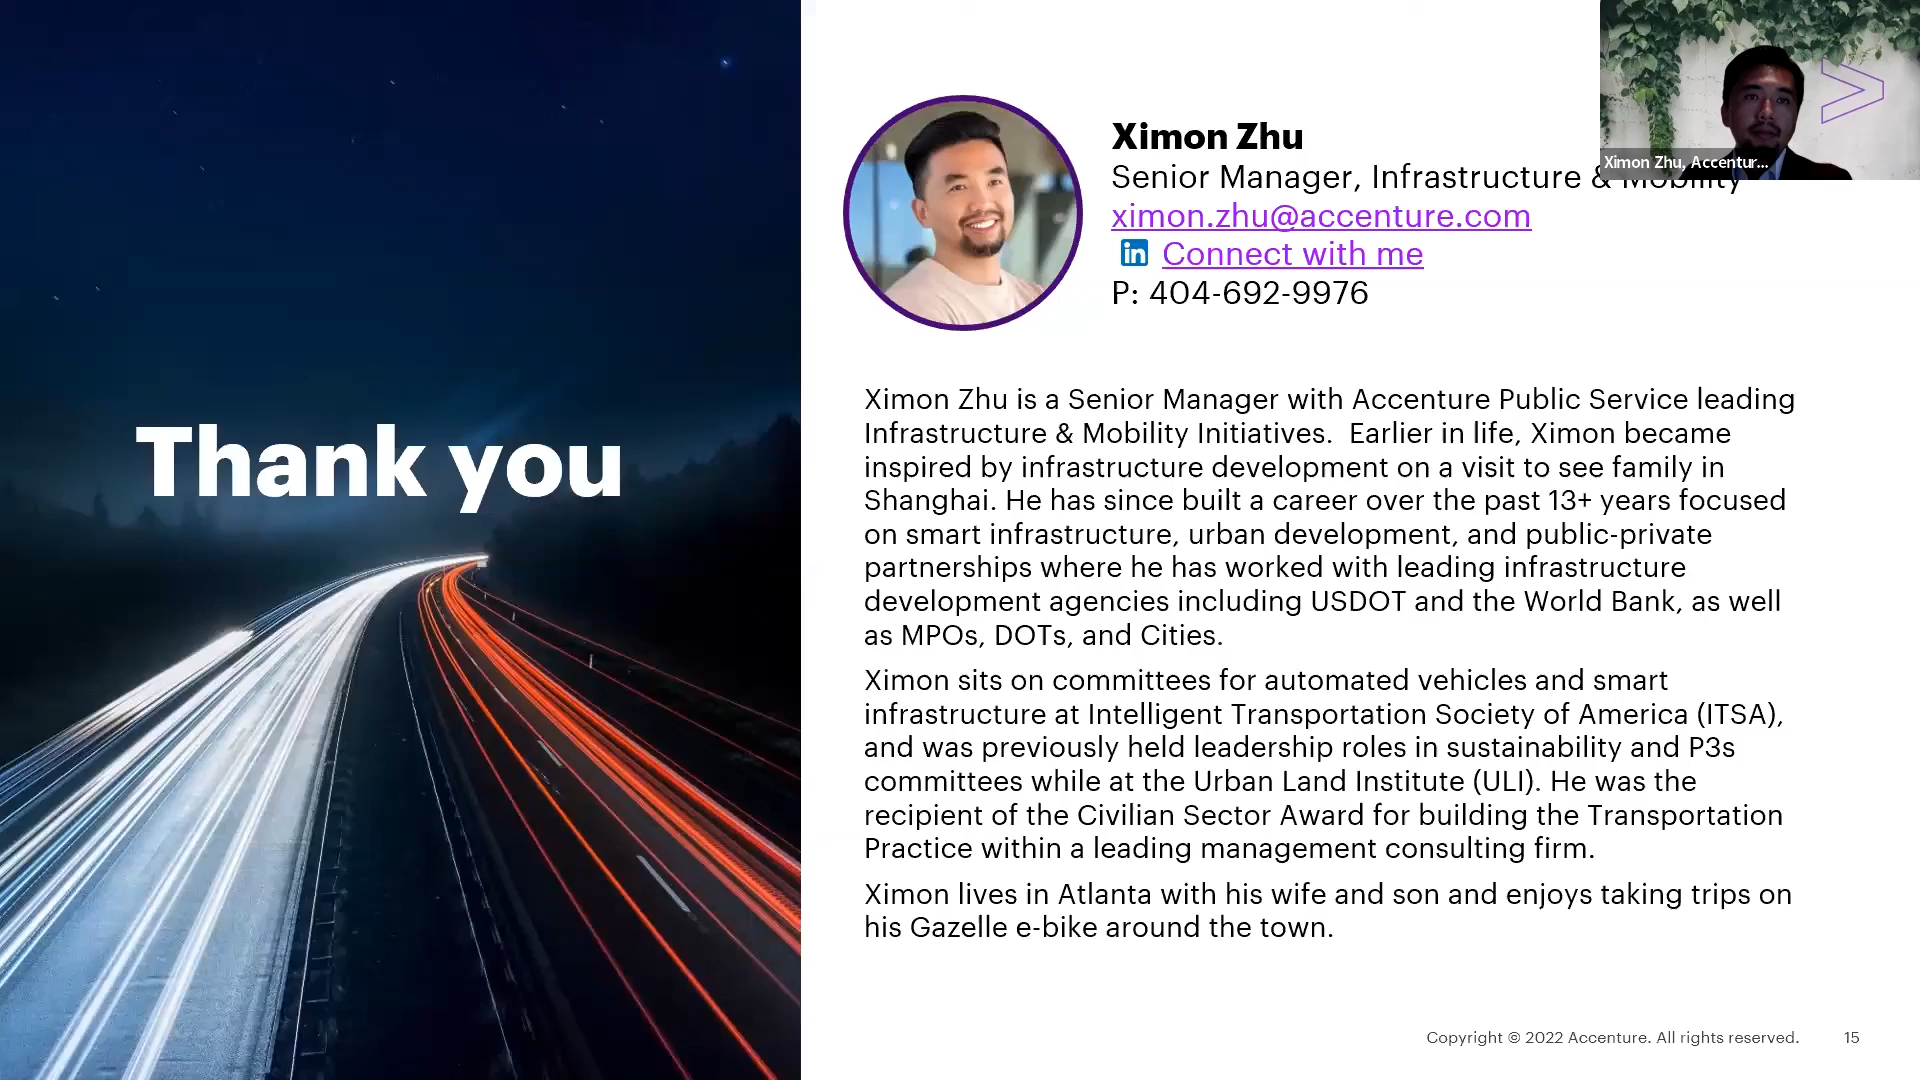 Thank you
Ximon Zhu
Senior Manager, Infrastructure & Mobility
ximon.zhu@accenture.com
in Connect with me
P: 404-692-9976
Ximon Zhu, Accentur...
Ximon Zhu is a Senior Manager with Accenture Public Service leading
Infrastructure & Mobility Initiatives.  Earlier in life, Ximon became
inspired by infrastructure development on a visit to see family in
Shanghai. He has since built a career over the past 13+ years focused
on smart infrastructure, urban development, and public-private
partnerships where he has worked with leading infrastructure
development agencies including USDOT and the World Bank, as well
as MPOs, DOTs, and Cities.
Ximon sits on committees for automated vehicles and smart
infrastructure at Intelligent Transportation Society of America (ITSA),
and was previously held leadership roles in sustainability and P3s
committees while at the Urban Land Institute (ULI). He was the
recipient of the Civilian Sector Award for building the Transportation
Practice within a leading management consulting firm.
Ximon lives in Atlanta with his wife and son and enjoys taking trips on
his Gazelle e-bike around the town.
Copyright © 2022 Accenture. All rights reserved.
15